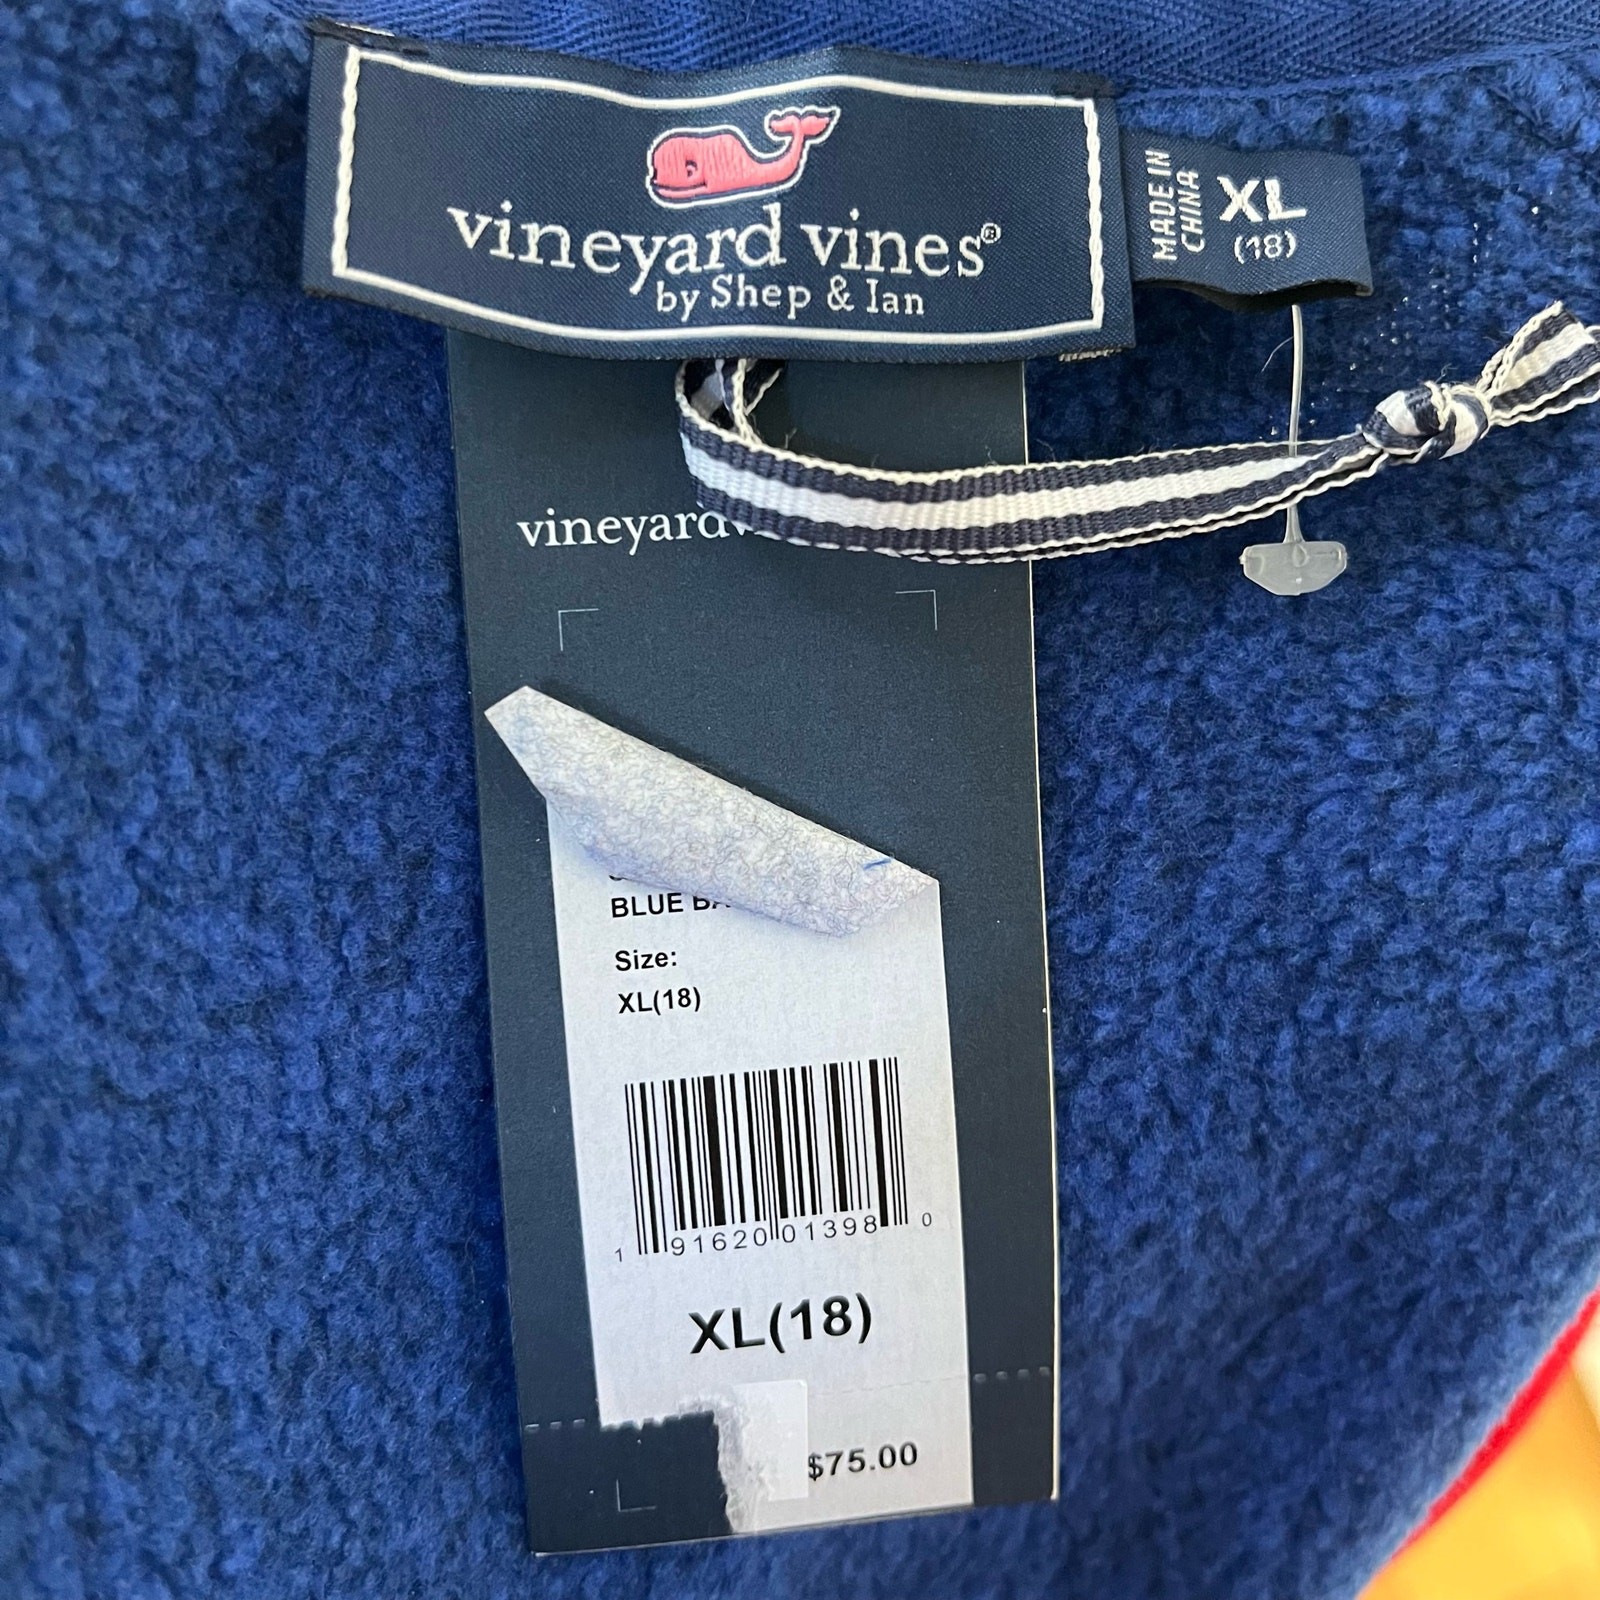 vineyard vines®
by Shep & Ian
MADE IN
CHINA
XL
(18)
BLUE
Size:
XL(18)
1 91620 01398 0
XL(18)
$75.00